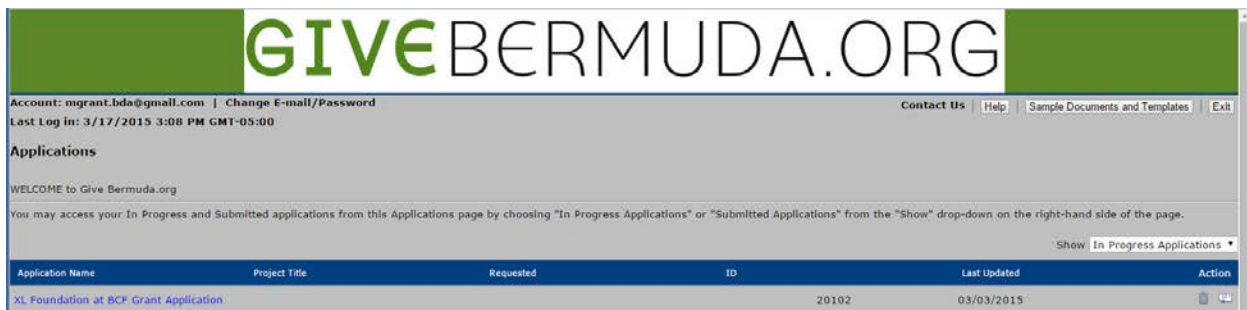 GIVEBERMUDA.ORG
Account: mgrant.bda@gmail.com | Change E-mail/Password
Contact Us | Help | Sample Documents and Templates | Exit
Last Log in: 3/17/2015 3:08 PM GMT-05:00
Applications
WELCOME to Give Bermuda.org
You may access your In Progress and Submitted applications from this Applications page by choosing "In Progress Applications" or "Submitted Applications" from the "Show" drop-down on the right-hand side of the page.
Show In Progress Applications
Application Name Project Title Requested ID Last Updated Action
XL Foundation at BCF Grant Application 20102 03/03/2015